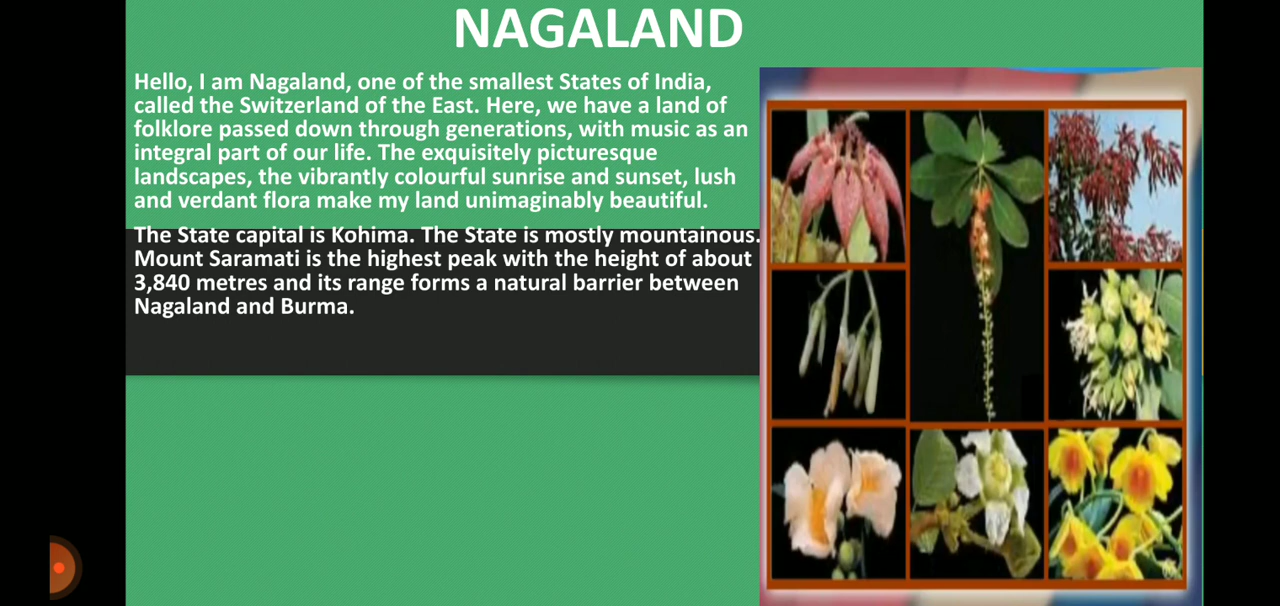 NAGALAND
Hello, I am Nagaland, one of the smallest States of India,
called the Switzerland of the East. Here, we have a land of
folklore passed down through generations, with music as an
integral part of our life. The exquisitely picturesque
landscapes, the vibrantly colourful sunrise and sunset, lush
and verdant flora make my land unimaginably beautiful.
The State capital is Kohima. The State is mostly mountainous.
Mount Saramati is the highest peak with the height of about
3,840 metres and its range forms a natural barrier between
Nagaland and Burma.